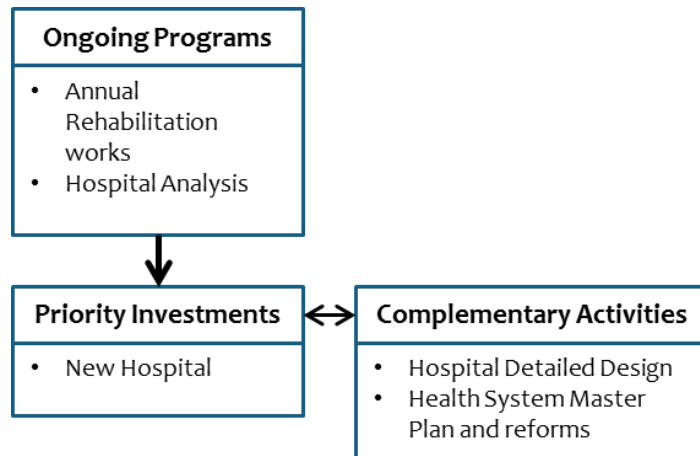 Ongoing Programs
• Annual
Rehabilitation
works
• Hospital Analysis
Priority Investments
• New Hospital
Complementary Activities
• Hospital Detailed Design
• Health System Master
Plan and reforms